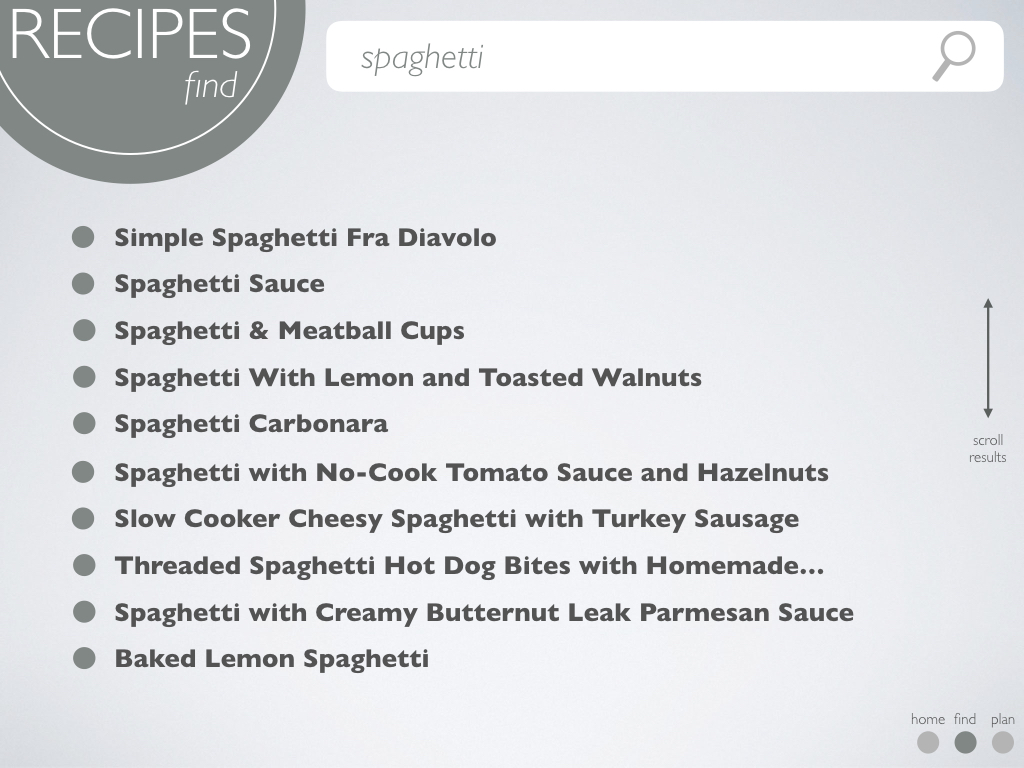 RECIPES
find
spaghetti
Simple Spaghetti Fra Diavolo
Spaghetti Sauce
Spaghetti & Meatball Cups
Spaghetti With Lemon and Toasted Walnuts
Spaghetti Carbonara
Spaghetti with No-Cook Tomato Sauce and Hazelnuts
Slow Cooker Cheesy Spaghetti with Turkey Sausage
Threaded Spaghetti Hot Dog Bites with Homemade...
Spaghetti with Creamy Butternut Leak Parmesan Sauce
Baked Lemon Spaghetti
scroll
results
home find plan